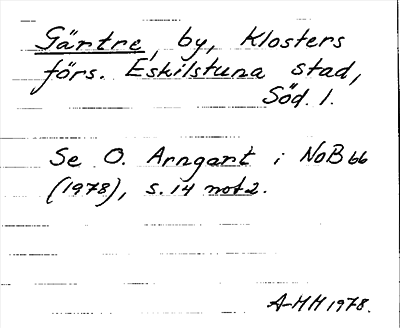 Gärtre, by, Klosters
förs. Eskilstuna stad,
Söd. l.
Se O. Arngart i NoB 66
(1978), s. 14 not 2.
A-MH 1978.